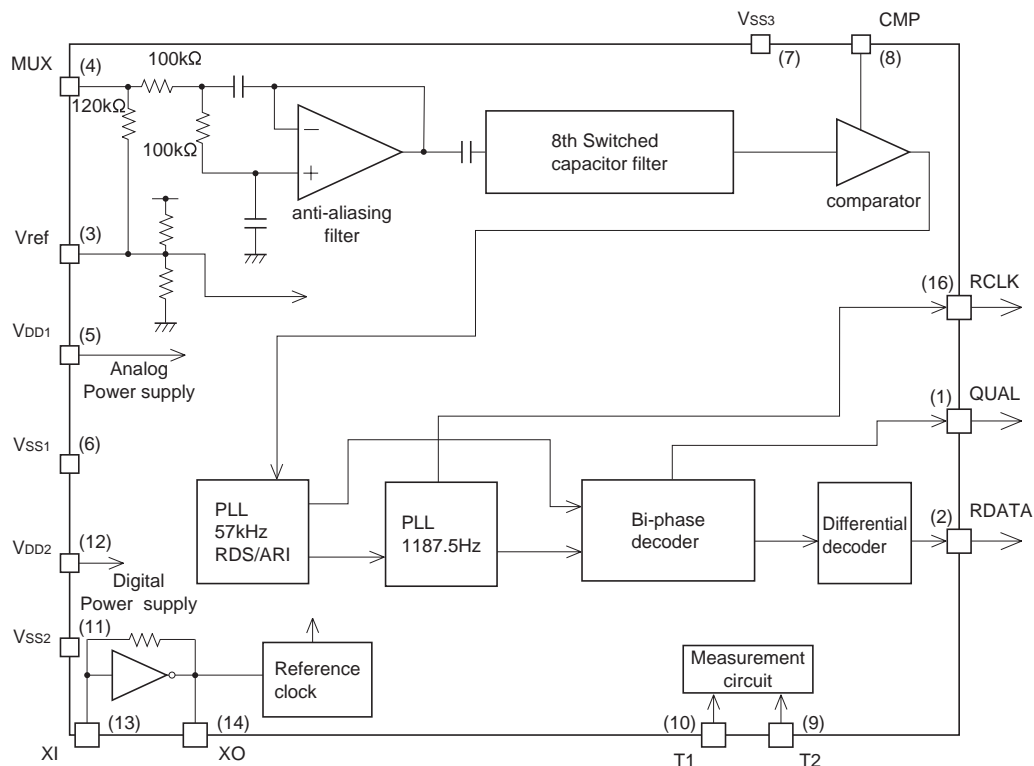 VSS3
CMP
MUX
(4)
100kΩ
(7)
(8)
120kΩ
100kΩ
−
+
8th Switched
capacitor filter
anti-aliasing
filter
comparator
Vref
(3)
(16)
RCLK
VDD1
(5)
Analog
Power supply
(1)
QUAL
VSS1
(6)
PLL
57kHz
RDS/ARI
PLL
1187.5Hz
Bi-phase
decoder
Differential
decoder
(2)
RDATA
VDD2
(12)
Digital
Power supply
VSS2
(11)
Reference
clock
Measurement
circuit
XI
(13)
(14)
XO
(10)
T1
(9)
T2